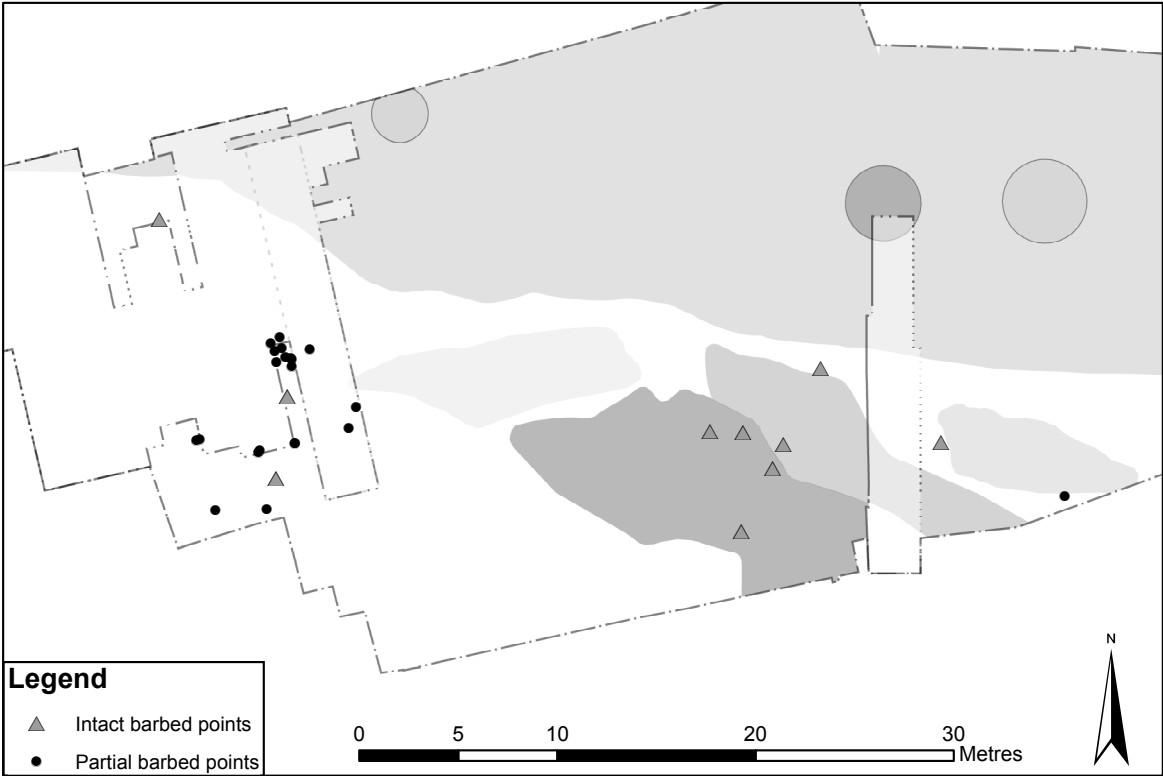 N
Legend
Intact barbed points
Partial barbed points
0 5 10 20 30
Metres